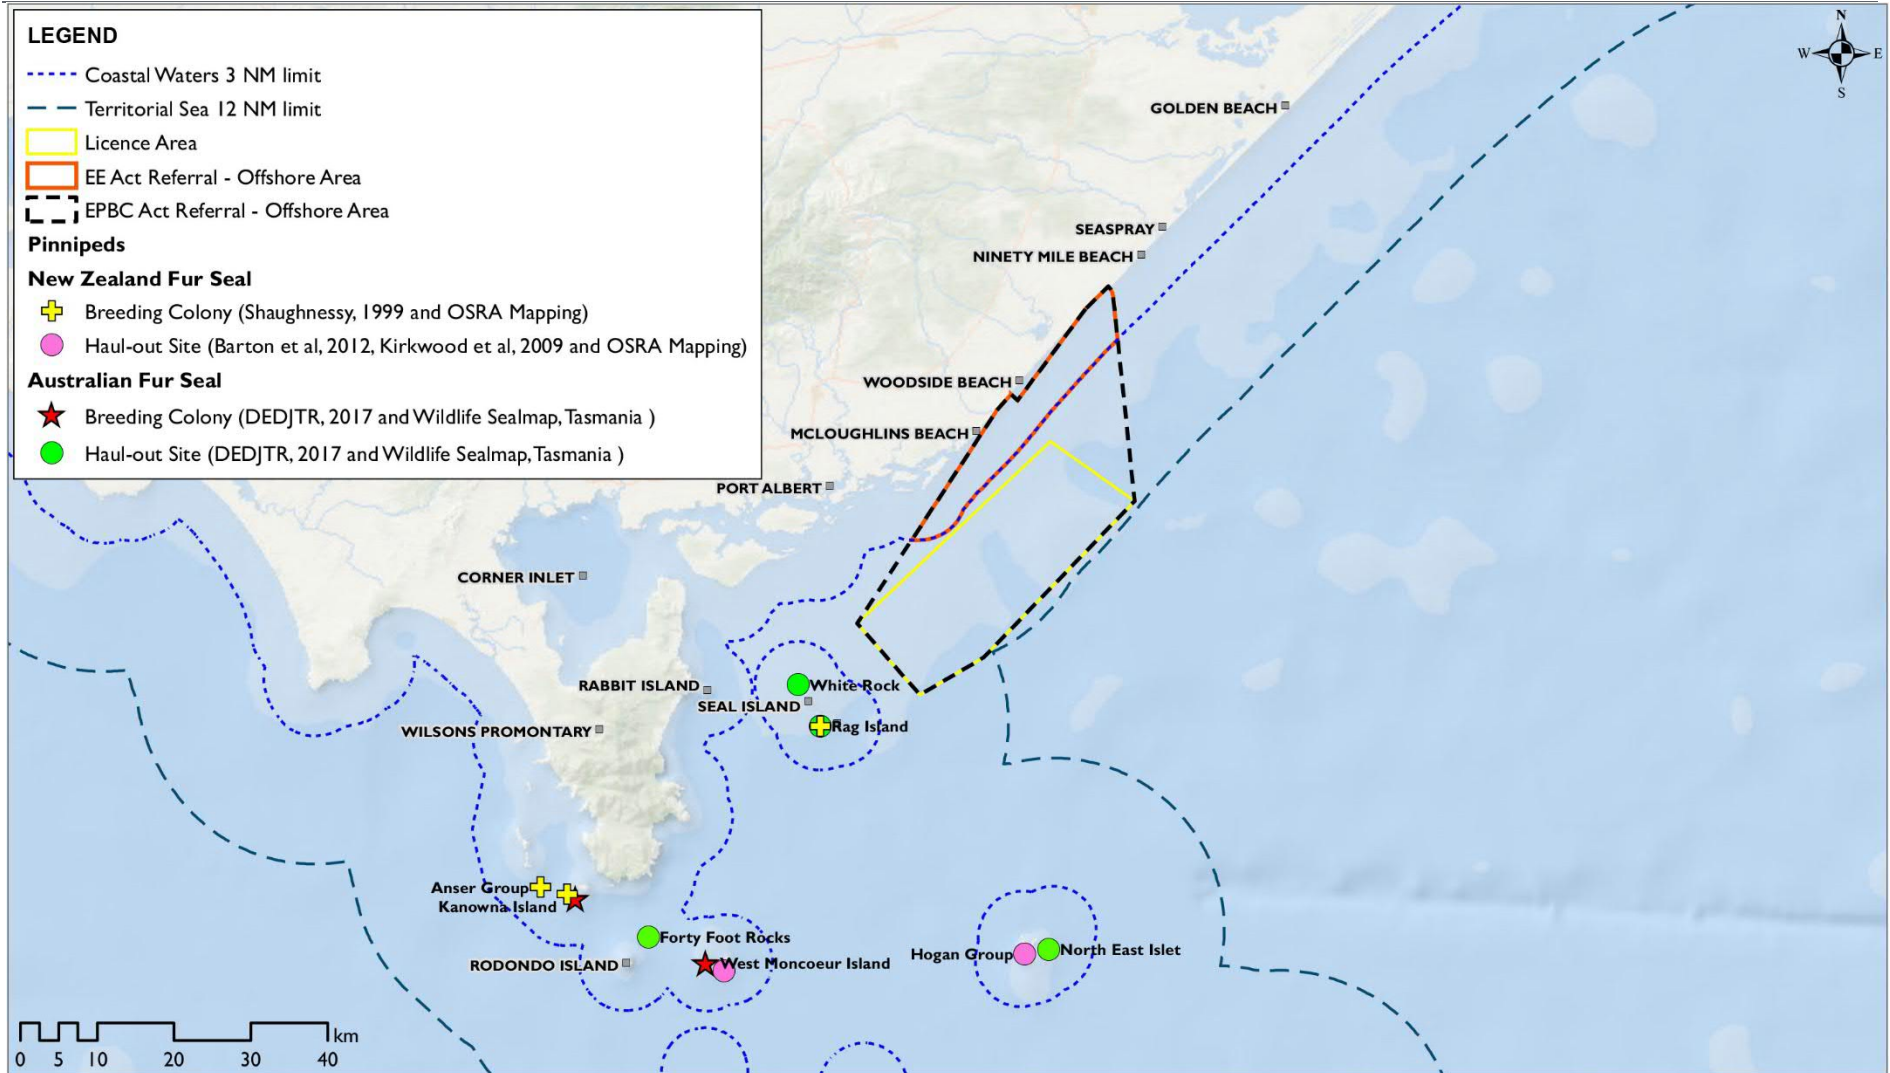 LEGEND
Coastal Waters 3 NM limit
Territorial Sea 12 NM limit
Licence Area
EE Act Referral - Offshore Area
EPBC Act Referral - Offshore Area
Pinnipeds
New Zealand Fur Seal
Breeding Colony (Shaughnessy, 1999 and OSRA Mapping)
Haul-out Site (Barton et al, 2012, Kirkwood et al, 2009 and OSRA Mapping)
Australian Fur Seal
Breeding Colony (DEDJTR, 2017 and Wildlife Sealmap, Tasmania )
Haul-out Site (DEDJTR, 2017 and Wildlife Sealmap, Tasmania )
N
W
E
S
GOLDEN BEACH
SEASPRAY
NINETY MILE BEACH
WOODSIDE BEACH
MCLOUGHLINS BEACH
PORT ALBERT
CORNER INLET
RABBIT ISLAND
White Rock
SEAL ISLAND
Rag Island
WILSONS PROMONTARY
Anser Group
Kanowna Island
Forty Foot Rocks
RODONDO ISLAND
West Moncoeur Island
Hogan Group
North East Islet
km
0 5 10 20 30 40